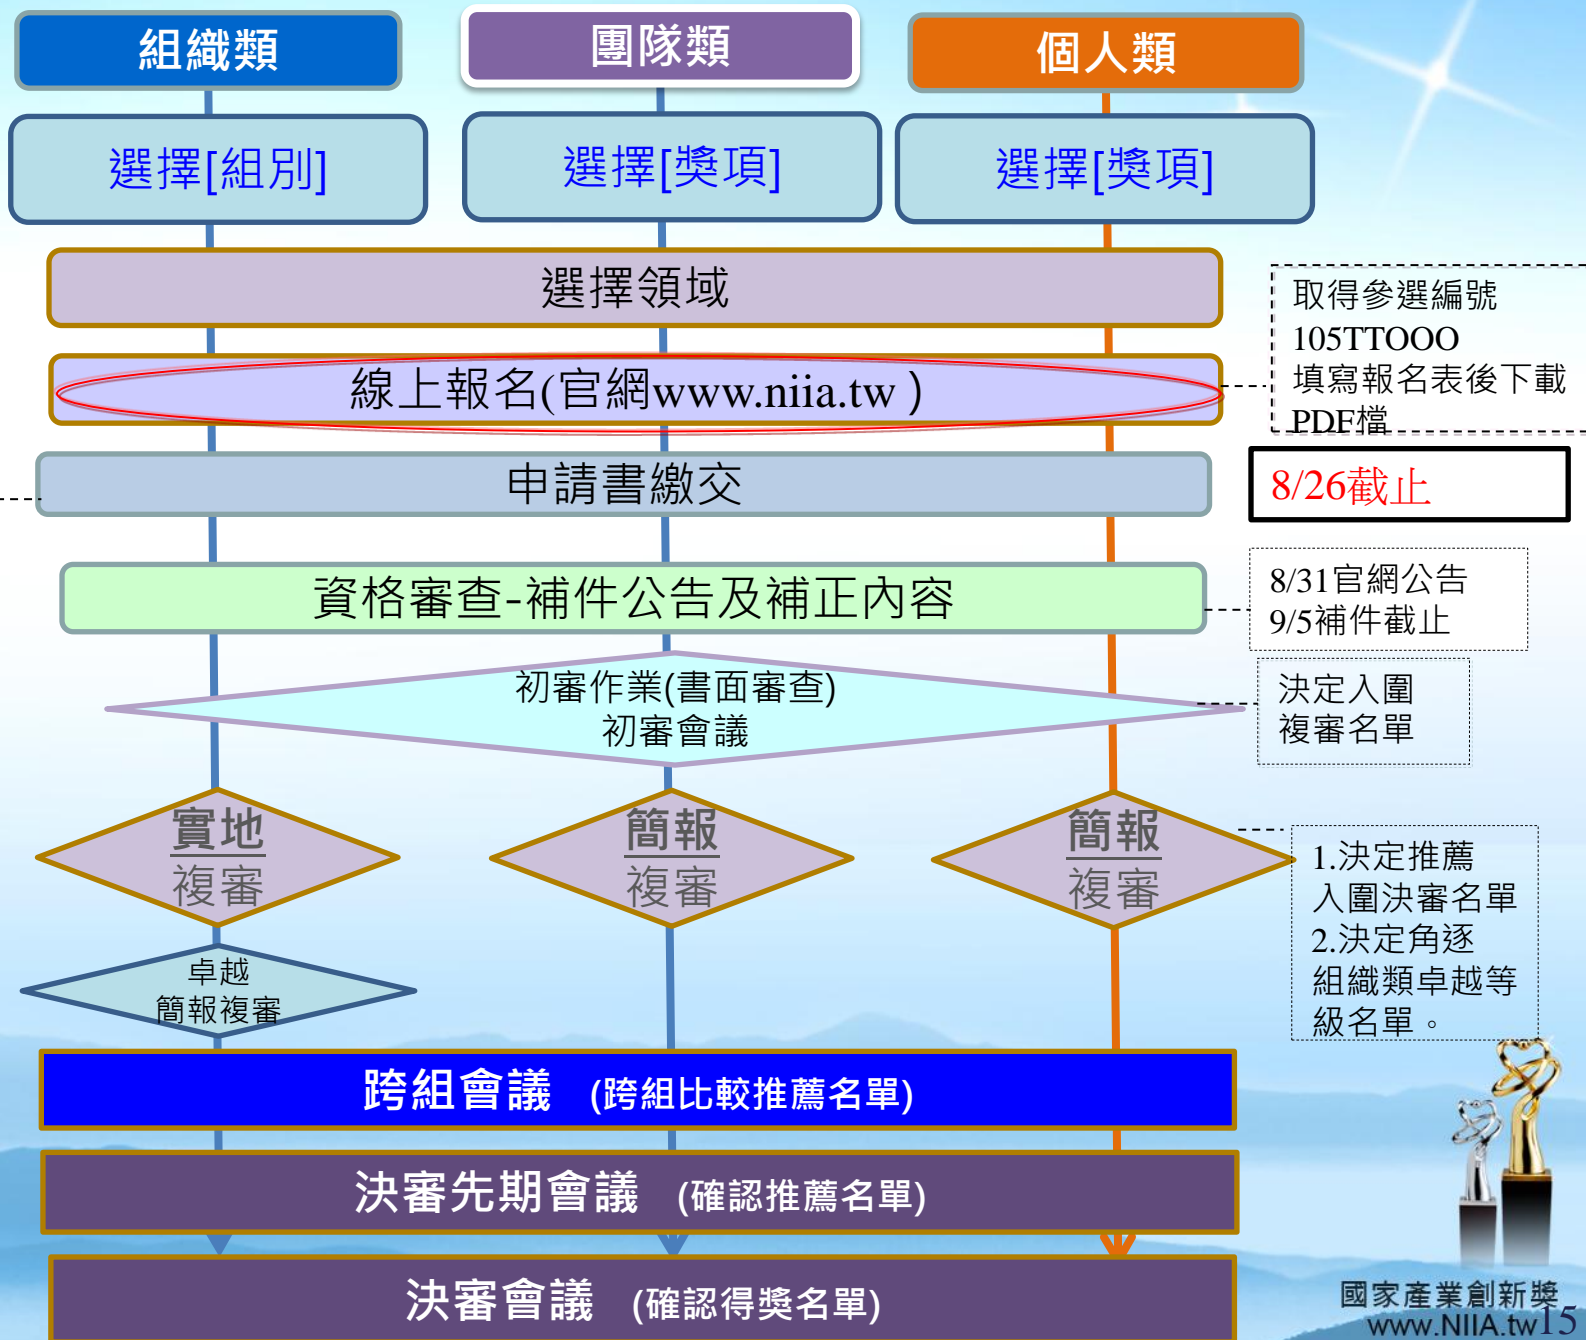 組織類
團隊類
個人類
選擇[組別]
選擇[獎項]
選擇[獎項]
選擇領域
線上報名(官網www.niia.tw )
取得參選編號
105TTOOO
填寫報名表後下載
PDF檔
申請書繳交
8/26截止
資格審查-補件公告及補正內容
8/31官網公告
9/5補件截止
初審作業(書面審查)
初審會議
決定入圍
複審名單
實地
複審
簡報
複審
簡報
複審
1.決定推薦
入圍決審名單
2.決定角逐
組織類卓越等
級名單。
卓越
簡報複審
跨組會議 (跨組比較推薦名單)
決審先期會議 (確認推薦名單)
決審會議 (確認得獎名單)
國家產業創新獎
www.NIIA.tw
15